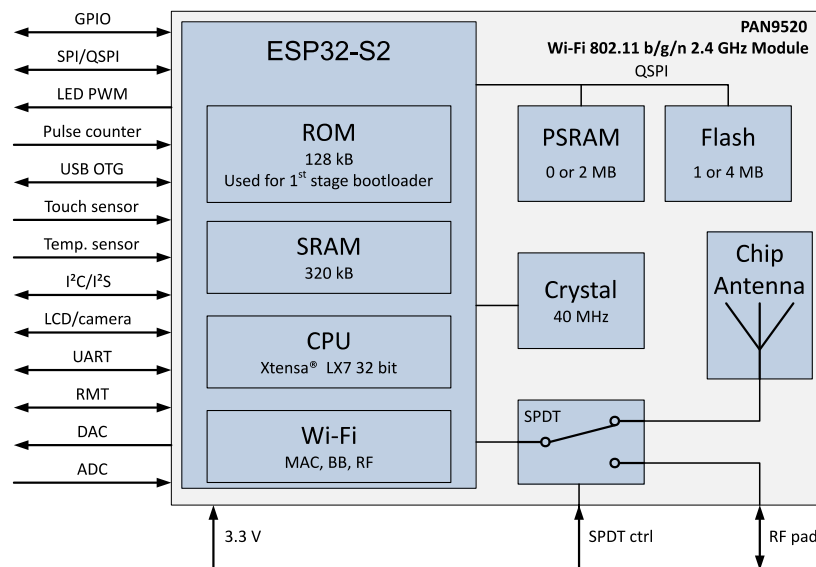 GPIO
SPI/QSPI
LED PWM
Pulse counter
USB OTG
Touch sensor
Temp. sensor
I²C/I²S
LCD/camera
UART
RMT
DAC
ADC
ESP32-S2
ROM
128 kB
Used for 1st stage bootloader
SRAM
320 kB
CPU
Xtensa® LX7 32 bit
Wi-Fi
MAC, BB, RF
PAN9520
Wi-Fi 802.11 b/g/n 2.4 GHz Module
QSPI
PSRAM
0 or 2 MB
Flash
1 or 4 MB
Crystal
40 MHz
Chip
Antenna
SPDT
3.3 V
SPDT ctrl
RF pad